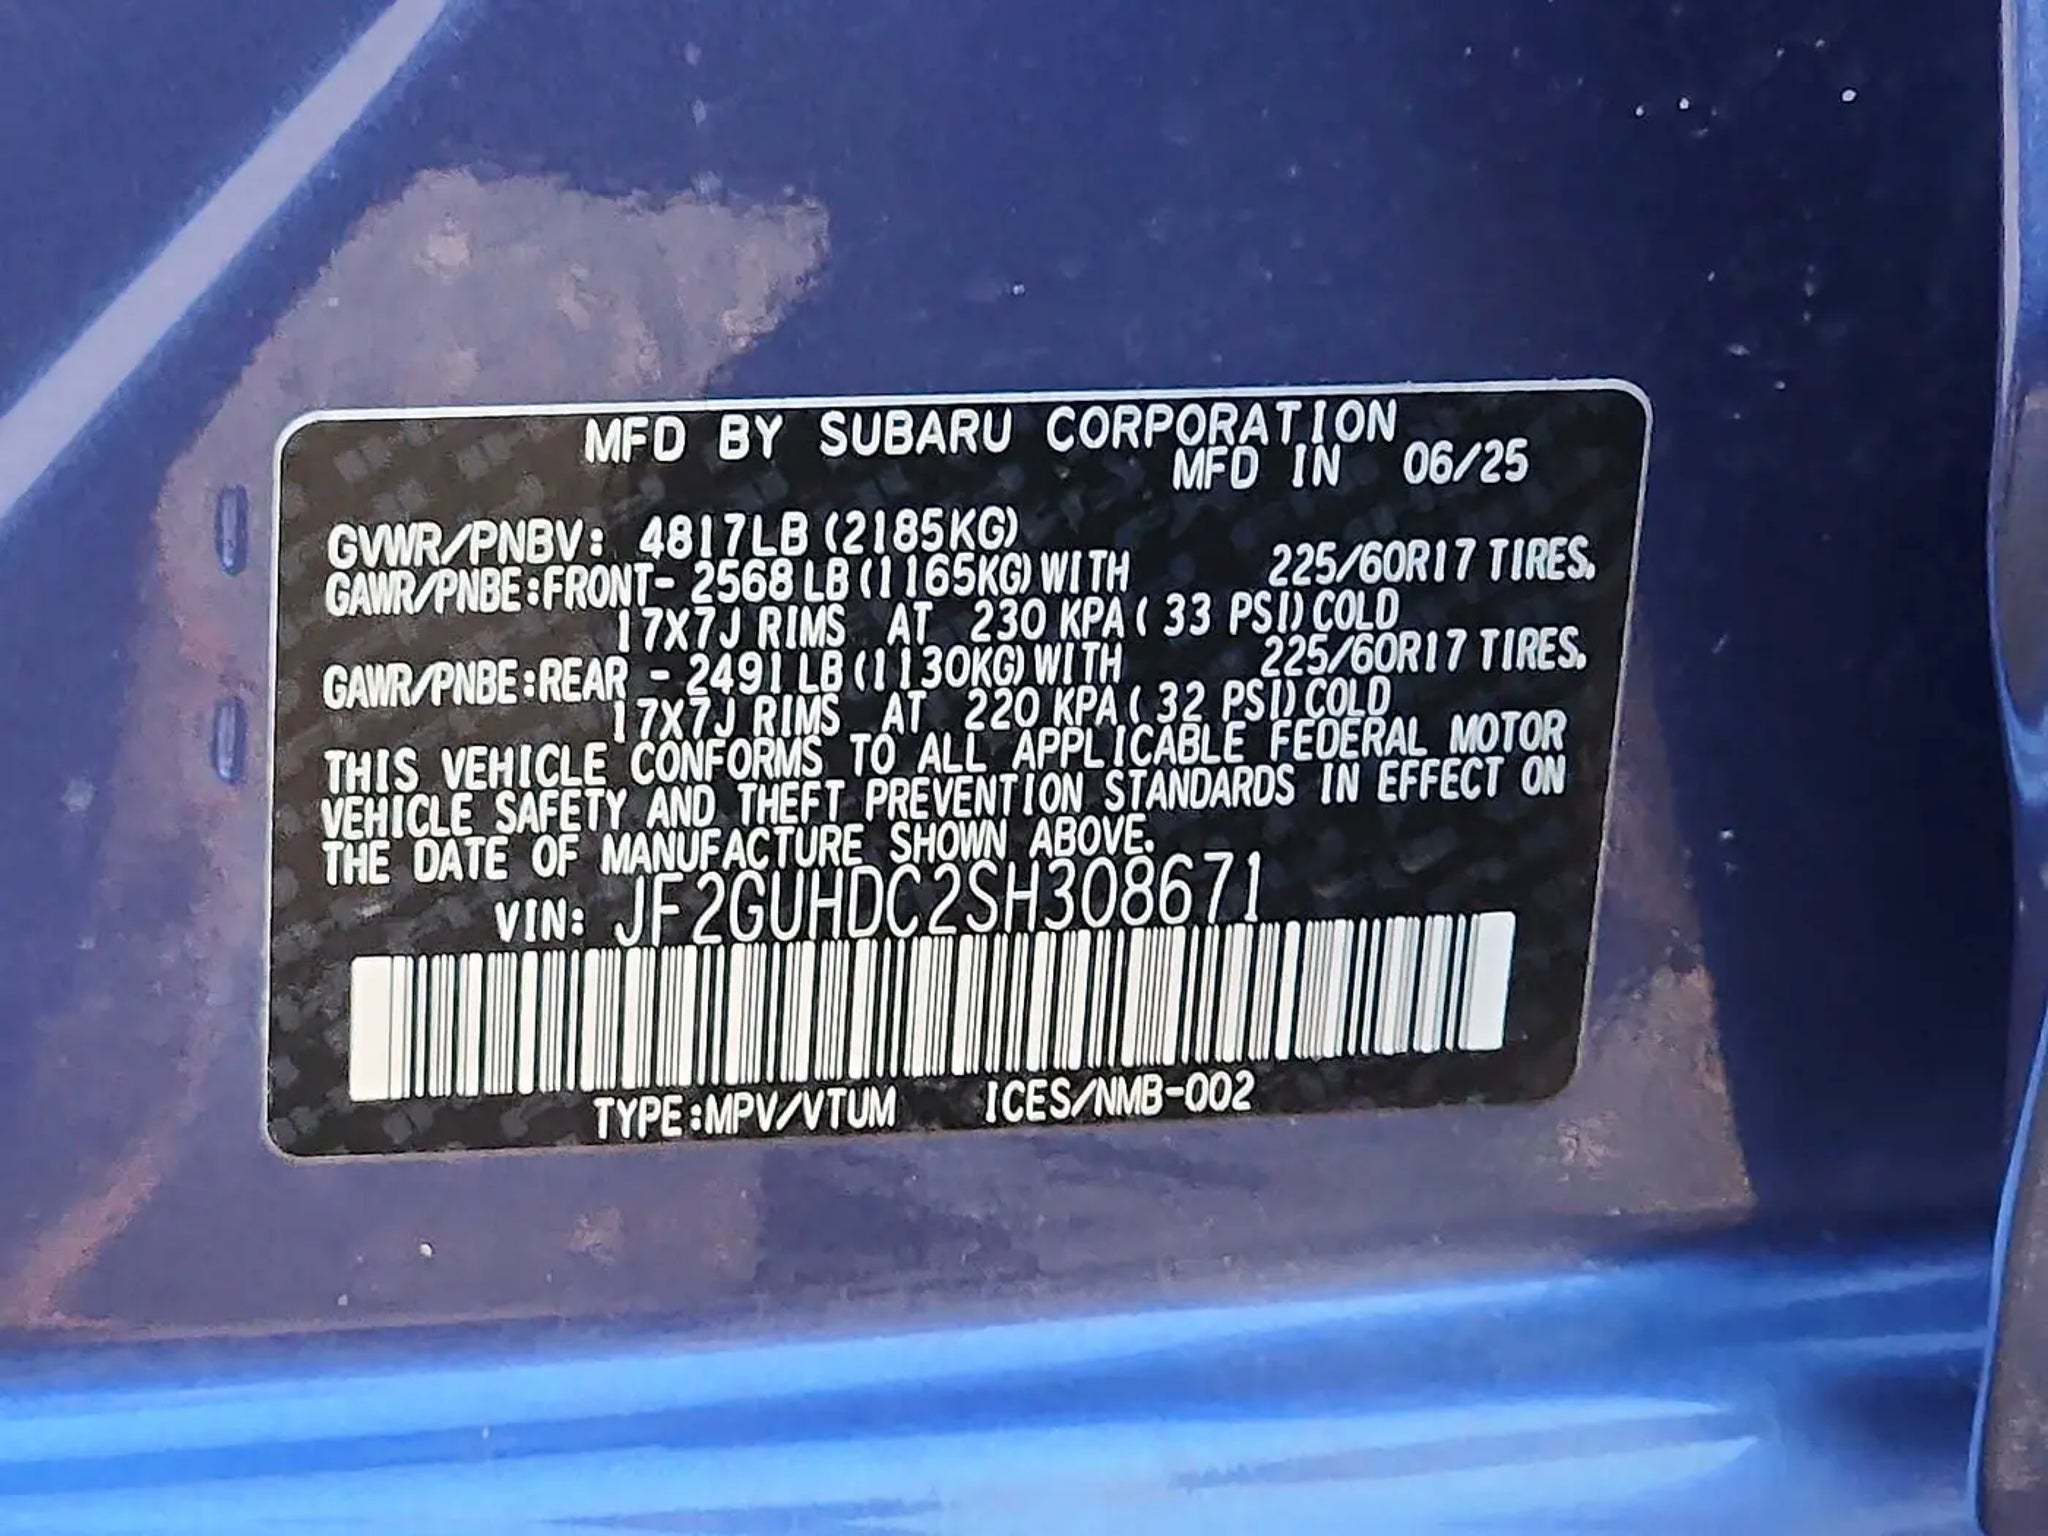 MFD BY SUBARU CORPORATION
MFD IN 06/25
GVWR/PNBV: 4817LB (2185KG)
GAWR/PNBE:FRONT- 2568 LB (1165KG) WITH 225/60R17 TIRES.
17X7J RIMS AT 230 KPA ( 33 PSI) COLD
GAWR/PNBE:REAR - 2491 LB (1130KG) WITH 225/60R17 TIRES.
17X7J RIMS AT 220 KPA ( 32 PSI) COLD
THIS VEHICLE CONFORMS TO ALL APPLICABLE FEDERAL MOTOR
VEHICLE SAFETY AND THEFT PREVENTION STANDARDS IN EFFECT ON
THE DATE OF MANUFACTURE SHOWN ABOVE.
VIN: JF2GUHDC2SH308671
TYPE:MPV/VTUM ICES/NMB-002